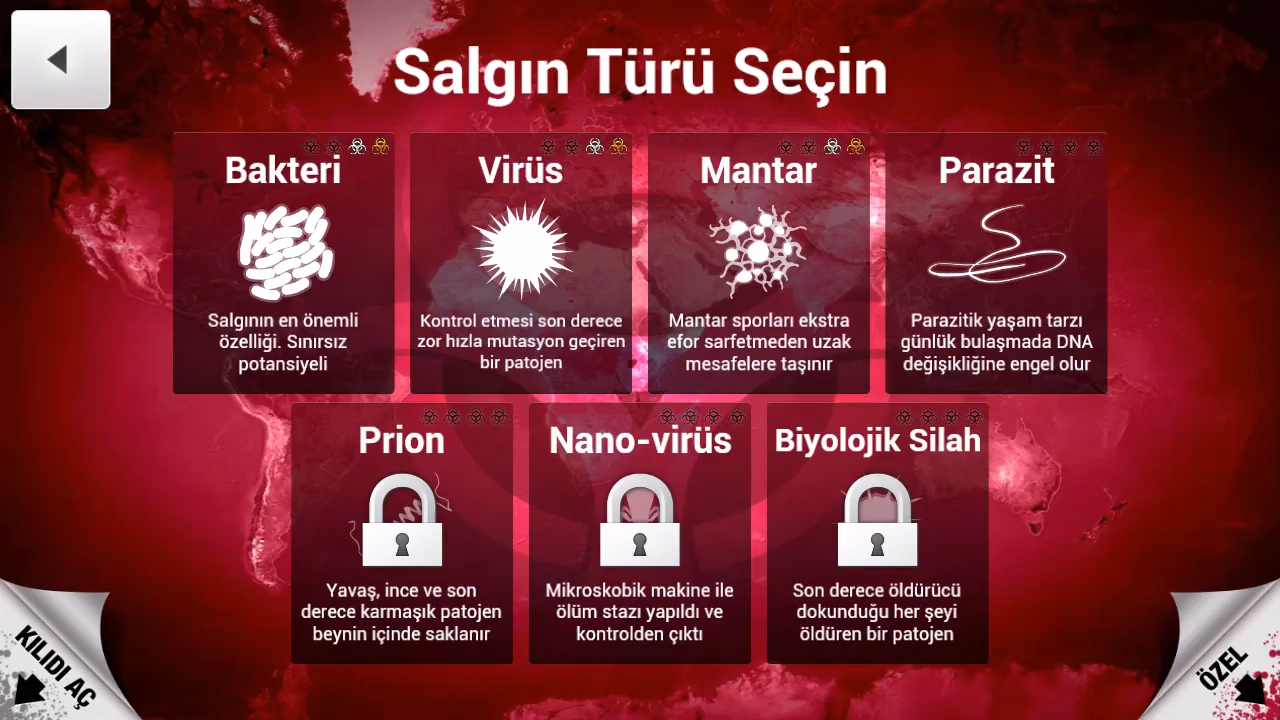 Salgın Türü Seçin
Bakteri
Salgının en önemli
özelliği. Sınırsız
potansiyeli
Virüs
Kontrol etmesi son derece
zor hızla mutasyon geçiren
bir patojen
Mantar
Mantar sporları ekstra
efor sarfetmeden uzak
mesafelere taşınır
Parazit
Parazitik yaşam tarzı
günlük bulaşmada DNA
değişikliğine engel olur
Prion
Yavaş, ince ve son
derece karmaşık patojen
beynin içinde saklanır
Nano-virüs
Mikroskobik makine ile
ölüm stazı yapıldı ve
kontrolden çıktı
Biyolojik Silah
Son derece öldürücü
dokunduğu her şeyi
öldüren bir patojen
KILIDI AÇ
ÖZEL